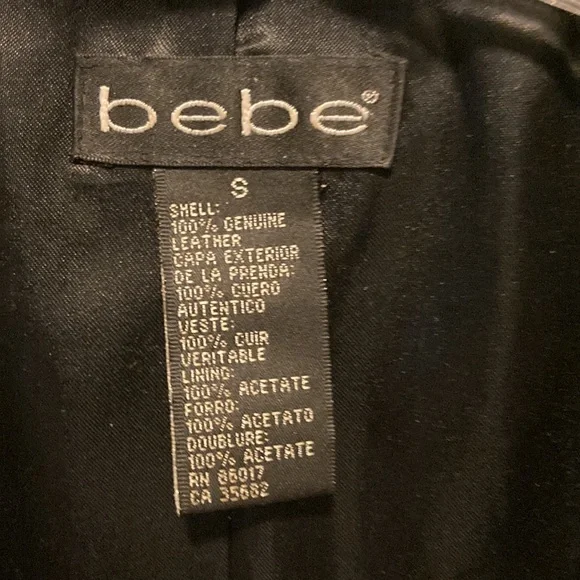 bebe®
S
SHELL:
100% GENUINE
LEATHER
CAPA EXTERIOR
DE LA PRENDA:
100% CUERO
AUTENTICO
VESTE:
100% CUIR
VERITABLE
LINING:
100% ACETATE
FORRO:
100% ACETATO
DOUBLURE:
100% ACETATE
RN 86017
CA 35682